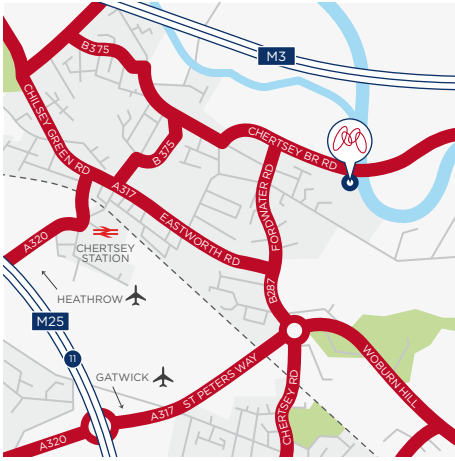 B375
M3
CHILSEY GREEN RD
B 375
CHERTSEY BR RD
A317
EASTWORTH RD
FORDWATER RD
A320
CHERTSEY
STATION
HEATHROW
B287
M25
11
GATWICK
A317 ST PETERS WAY
WOBURN HILL
CHERTSEY RD
A320